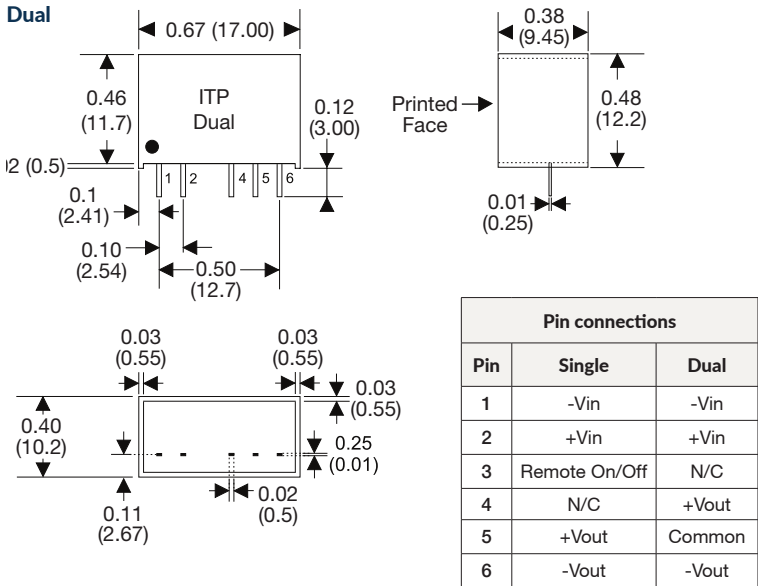 Dual
0.67 (17.00)
0.46
(11.7)
ITP
Dual
0.12
(3.00)
2 (0.5)
1 2 4 5 6
0.1
(2.41)
0.10
(2.54)
0.50
(12.7)
0.38
(9.45)
Printed
Face
0.48
(12.2)
0.01
(0.25)
0.03
(0.55)
0.03
(0.55)
0.03
(0.55)
0.40
(10.2)
0.25
(0.01)
0.02
(0.5)
0.11
(2.67)
Pin connections
Pin Single Dual
1 -Vin -Vin
2 +Vin +Vin
3 Remote On/Off N/C
4 N/C +Vout
5 +Vout Common
6 -Vout -Vout